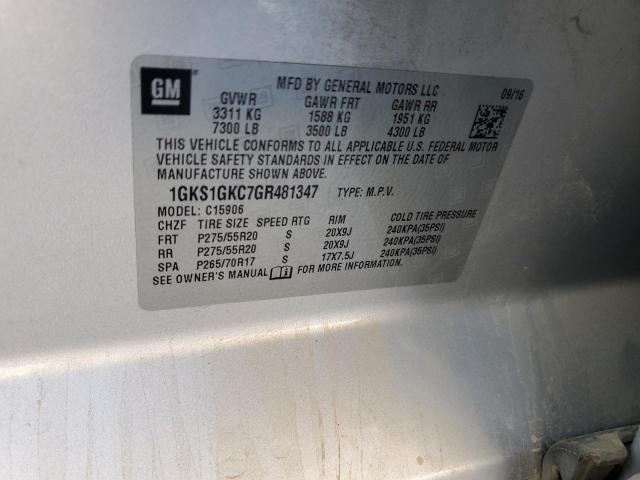 GM
MFD BY GENERAL MOTORS LLC
09/16
GVWR GAWR FRT GAWR RR
3311 KG 1588 KG 1951 KG
7300 LB 3500 LB 4300 LB
THIS VEHICLE CONFORMS TO ALL APPLICABLE U.S. FEDERAL MOTOR
VEHICLE SAFETY STANDARDS IN EFFECT ON THE DATE OF
MANUFACTURE SHOWN ABOVE.
1GKS1GKC7GR481347 TYPE: M.P.V.
MODEL: C15906
CHZF TIRE SIZE SPEED RTG RIM COLD TIRE PRESSURE
FRT P275/55R20 S 20X9J 240KPA(35PSI)
RR P275/55R20 S 20X9J 240KPA(35PSI)
SPA P265/70R17 S 17X7.5J 240KPA(35PSI)
SEE OWNER'S MANUAL FOR MORE INFORMATION.